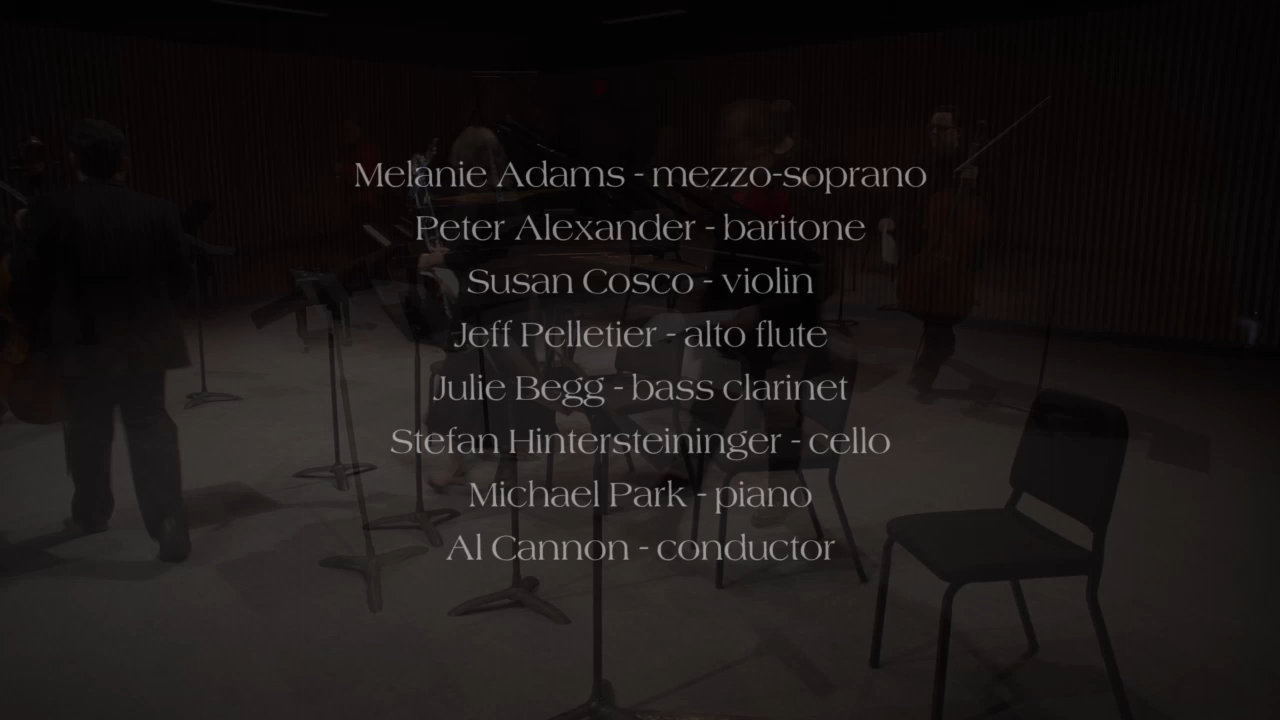 Melanie Adams - mezzo-soprano
Peter Alexander - baritone
Susan Cosco - violin
Jeff Pelletier - alto flute
Julie Begg - bass clarinet
Stefan Hintersteininger - cello
Michael Park - piano
Al Cannon - conductor